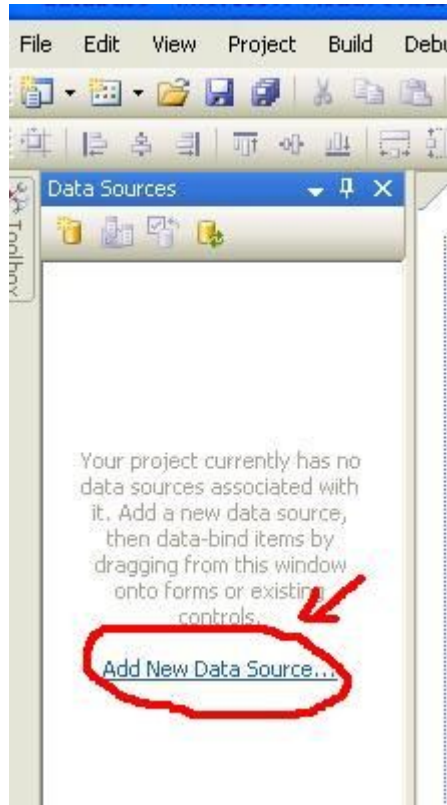 File Edit View Project Build Debu
Data Sources
Toolbox
Your project currently has no
data sources associated with
it. Add a new data source,
then data-bind items by
dragging from this window
onto forms or existing
controls.
Add New Data Source...